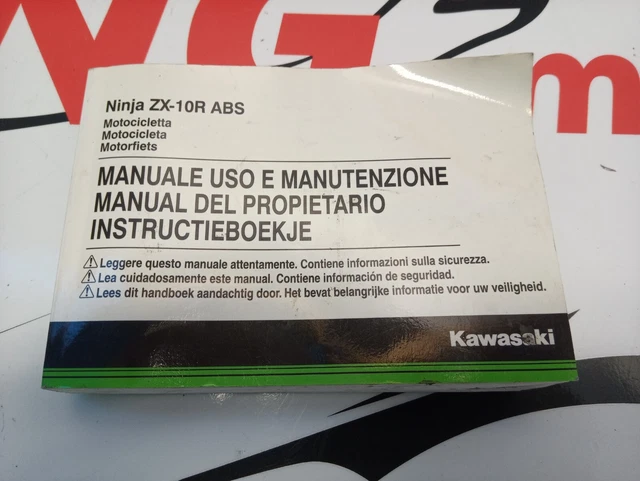 NG
m
Ninja ZX-10R ABS
Motocicletta
Motocicleta
Motorfiets
MANUALE USO E MANUTENZIONE
MANUAL DEL PROPIETARIO
INSTRUCTIEBOEKJE
⚠Leggere questo manuale attentamente. Contiene informazioni sulla sicurezza.
⚠Lea cuidadosamente este manual. Contiene información de seguridad.
⚠Lees dit handboek aandachtig door. Het bevat belangrijke informatie voor uw veiligheid.
Kawasaki